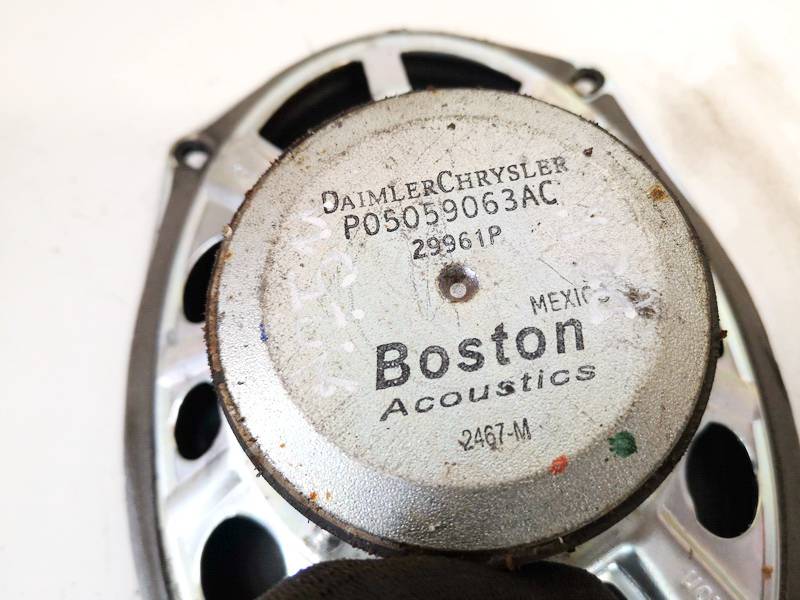 DAIMLERCHRYSLER
P05059063AC
29961P
MEXICO
Boston
Acoustics
2467-M